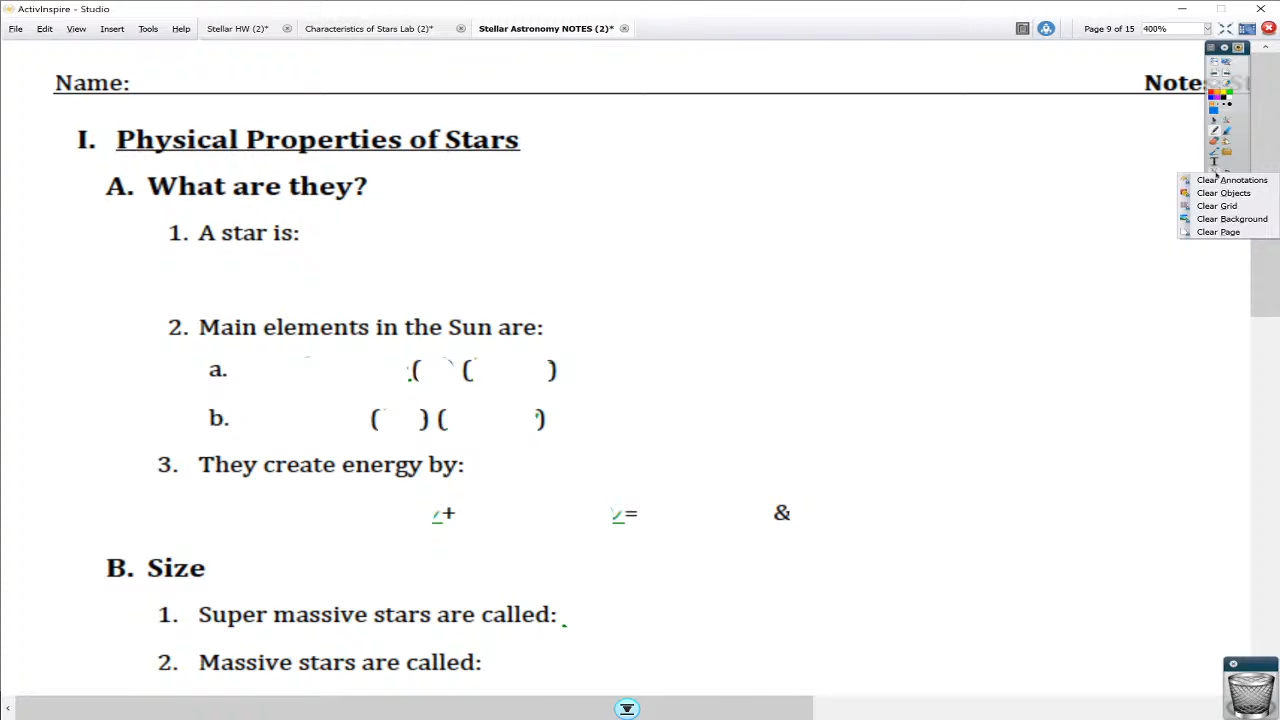 ActivInspire - Studio
File Edit View Insert Tools Help Stellar HW (2)* Characteristics of Stars Lab (2)* Stellar Astronomy NOTES (2)* Page 9 of 15 400%
Name: Note
I. Physical Properties of Stars
A. What are they?
Clear Annotations
Clear Objects
Clear Grid
Clear Background
Clear Page
1. A star is:
2. Main elements in the Sun are:
a. ( ) ( )
b. ( ) ( )
3. They create energy by:
+ = &
B. Size
1. Super massive stars are called:
2. Massive stars are called: